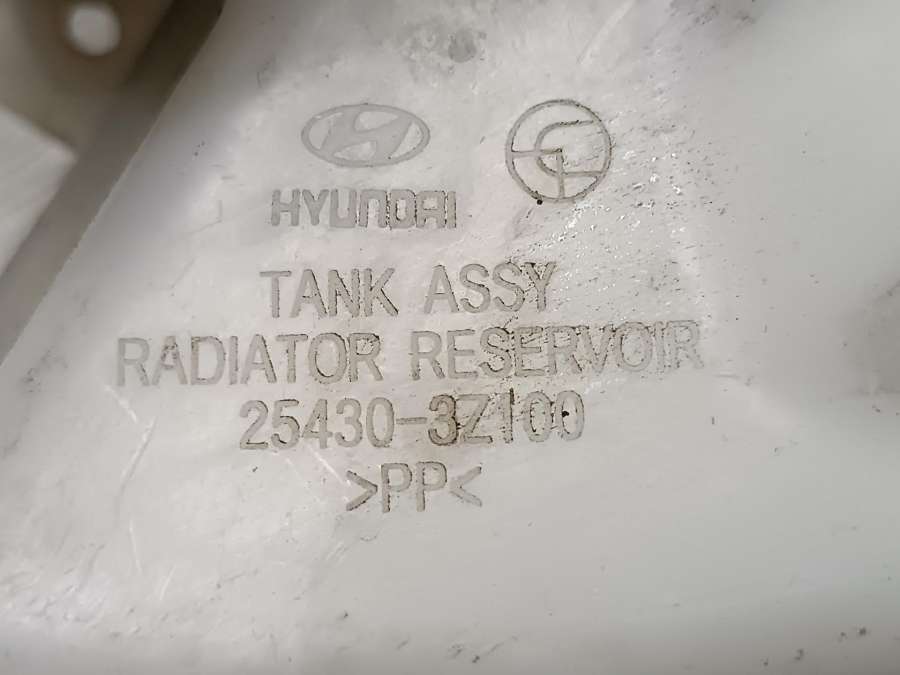 HYUNDAI
TANK ASSY
RADIATOR RESERVOIR
25430-3Z100
>PP<